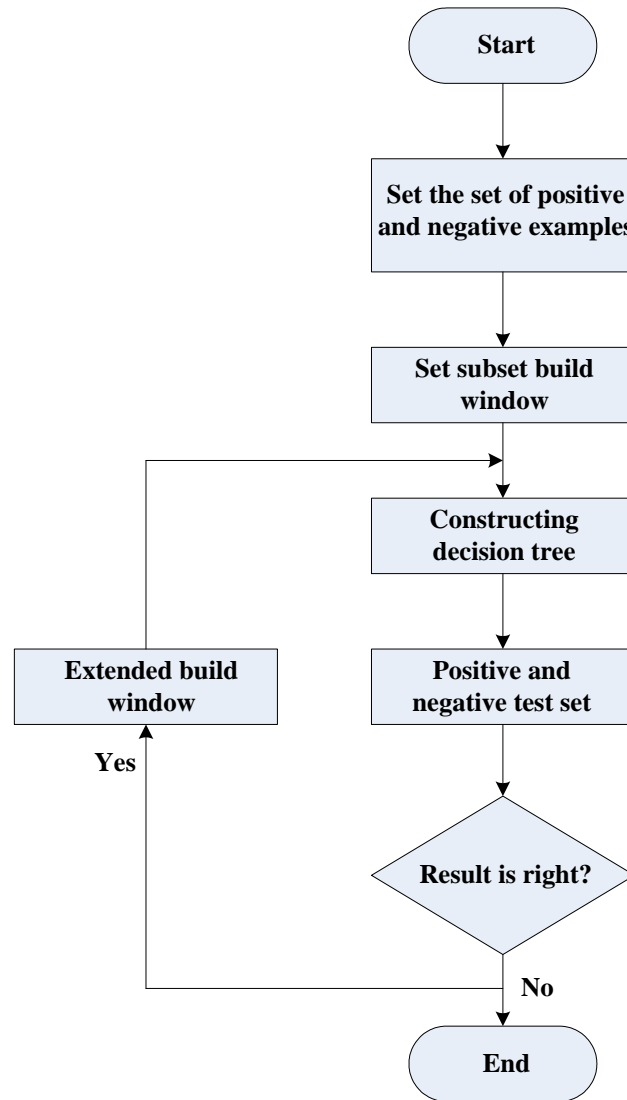 Start
Set the set of positive
and negative examples
Set subset build
window
Constructing
decision tree
Extended build
window
Positive and
negative test set
Yes
Result is right?
No
End